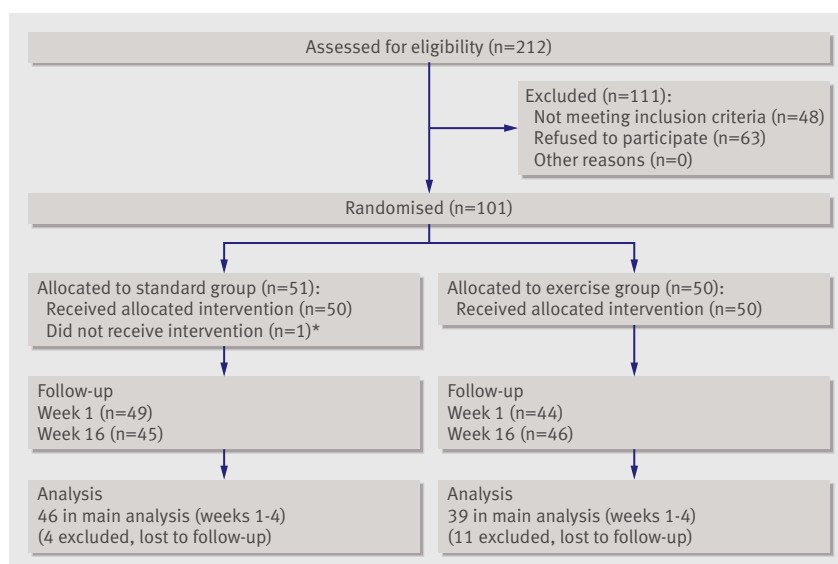 Assessed for eligibility (n=212)
Excluded (n=111):
Not meeting inclusion criteria (n=48)
Refused to participate (n=63)
Other reasons (n=0)
Randomised (n=101)
Allocated to standard group (n=51):
Received allocated intervention (n=50)
Did not receive intervention (n=1)*
Allocated to exercise group (n=50):
Received allocated intervention (n=50)
Follow-up
Week 1 (n=49)
Week 16 (n=45)
Follow-up
Week 1 (n=44)
Week 16 (n=46)
Analysis
46 in main analysis (weeks 1-4)
(4 excluded, lost to follow-up)
Analysis
39 in main analysis (weeks 1-4)
(11 excluded, lost to follow-up)